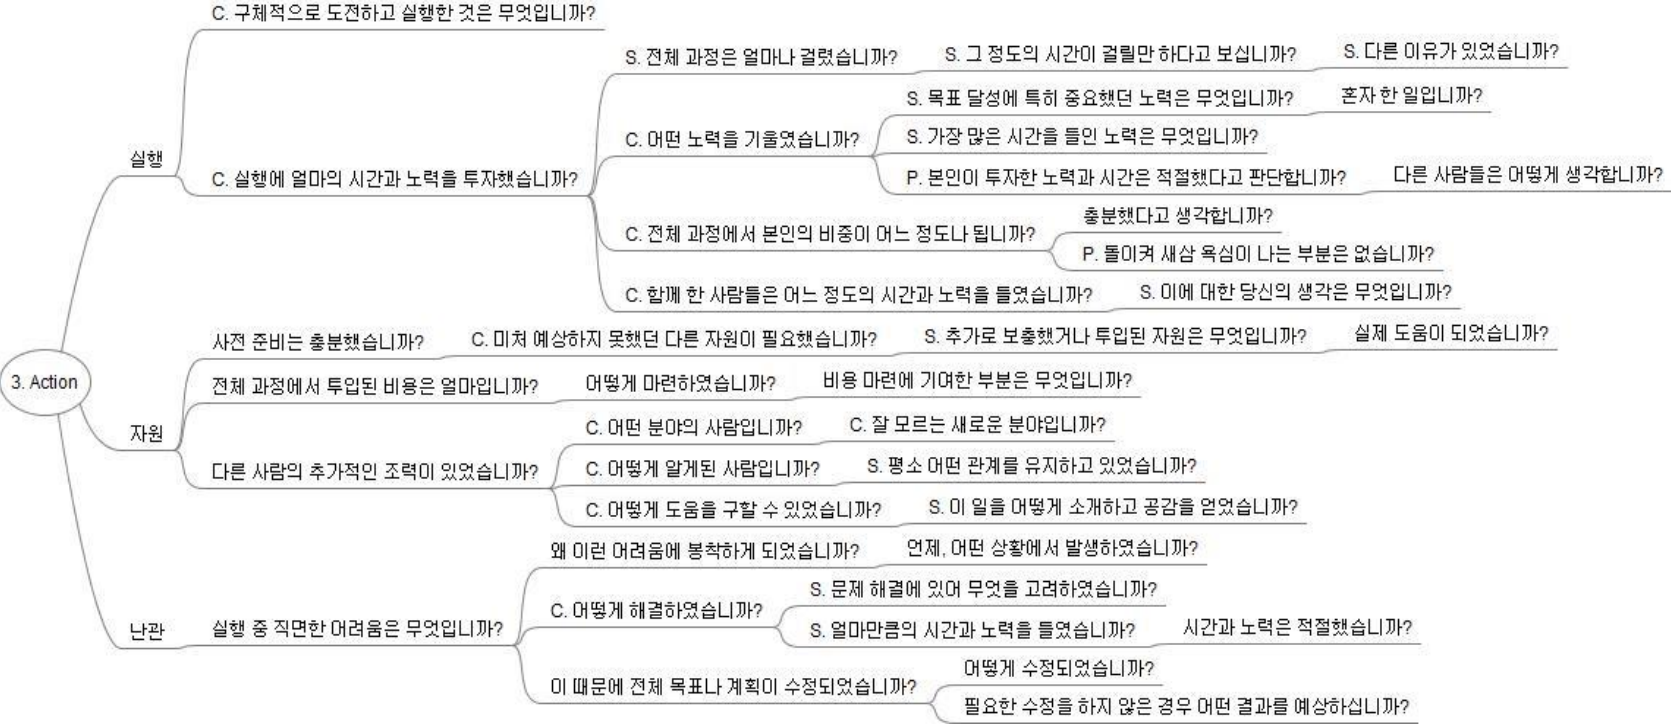 C. 구체적으로 도전하고 실행한 것은 무엇입니까?
S. 전체 과정은 얼마나 걸렸습니까?
S. 그 정도의 시간이 걸릴만 하다고 보십니까?
S. 다른 이유가 있었습니까?
S. 목표 달성에 특히 중요했던 노력은 무엇입니까?
혼자 한 일입니까?
C. 어떤 노력을 기울였습니까?
S. 가장 많은 시간을 들인 노력은 무엇입니까?
실행
C. 실행에 얼마의 시간과 노력을 투자했습니까?
P. 본인이 투자한 노력과 시간은 적절했다고 판단합니까?
다른 사람들은 어떻게 생각합니까?
충분했다고 생각합니까?
C. 전체 과정에서 본인의 비중이 어느 정도나 됩니까?
P. 돌이켜 새삼 욕심이 나는 부분은 없습니까?
C. 함께 한 사람들은 어느 정도의 시간과 노력을 들였습니까?
S. 이에 대한 당신의 생각은 무엇입니까?
사전 준비는 충분했습니까?
C. 미처 예상하지 못했던 다른 자원이 필요했습니까?
S. 추가로 보충했거나 투입된 자원은 무엇입니까?
실제 도움이 되었습니까?
3. Action
전체 과정에서 투입된 비용은 얼마입니까?
어떻게 마련하였습니까?
비용 마련에 기여한 부분은 무엇입니까?
자원
C. 어떤 분야의 사람입니까?
C. 잘 모르는 새로운 분야입니까?
다른 사람의 추가적인 조력이 있었습니까?
C. 어떻게 알게된 사람입니까?
S. 평소 어떤 관계를 유지하고 있었습니까?
C. 어떻게 도움을 구할 수 있었습니까?
S. 이 일을 어떻게 소개하고 공감을 얻었습니까?
왜 이런 어려움에 봉착하게 되었습니까?
언제, 어떤 상황에서 발생하였습니까?
S. 문제 해결에 있어 무엇을 고려하였습니까?
C. 어떻게 해결하였습니까?
난관
실행 중 직면한 어려움은 무엇입니까?
S. 얼마만큼의 시간과 노력을 들였습니까?
시간과 노력은 적절했습니까?
어떻게 수정되었습니까?
이 때문에 전체 목표나 계획이 수정되었습니까?
필요한 수정을 하지 않은 경우 어떤 결과를 예상하십니까?